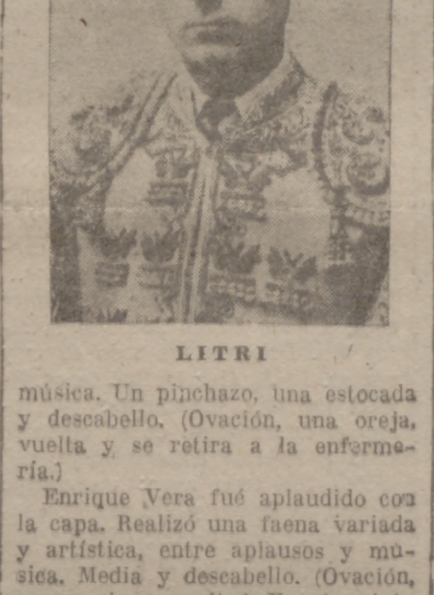 LITRI
música. Un pinchazo, una estocada
y descabello. (Ovación, una oreja,
vuelta y se retira a la enferme-
ría.)
Enrique Vera fué aplaudido con
la capa. Realizó una faena variada
y artística, entre aplausos y mú-
sica. Media y descabello. (Ovación,